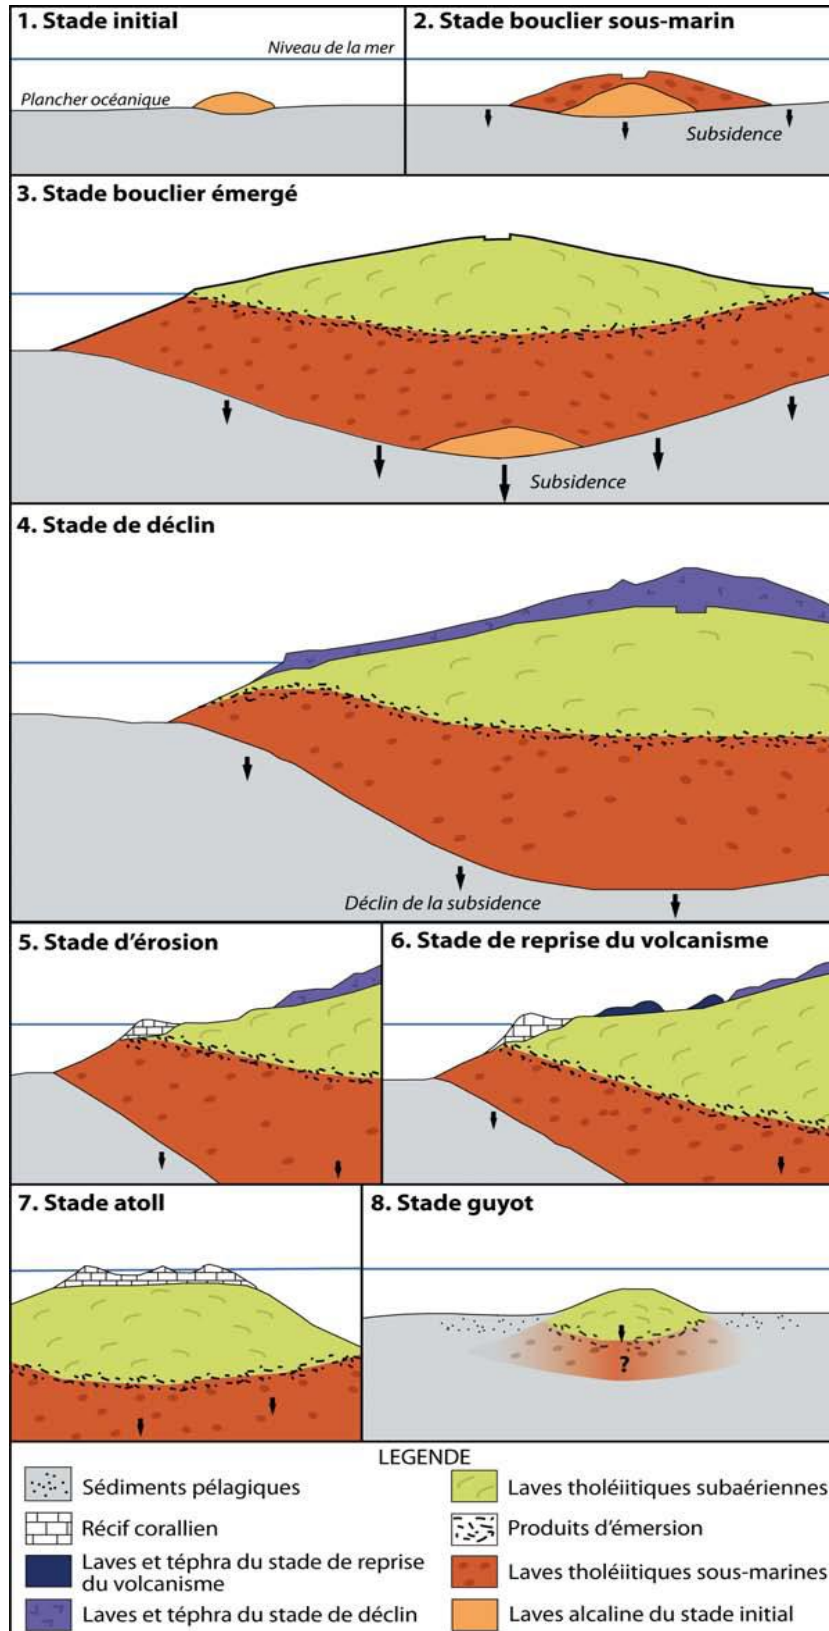 1. Stade initial
Niveau de la mer
Plancher océanique
2. Stade bouclier sous-marin
Subsidence
3. Stade bouclier émergé
Subsidence
4. Stade de déclin
Déclin de la subsidence
5. Stade d'érosion
6. Stade de reprise du volcanisme
7. Stade atoll
8. Stade guyot
?
LEGENDE
Sédiments pélagiques
Récif corallien
Laves et téphra du stade de reprise
du volcanisme
Laves et téphra du stade de déclin
Laves tholéiitiques subaériennes
Produits d'émersion
Laves tholéiitiques sous-marines
Laves alcaline du stade initial